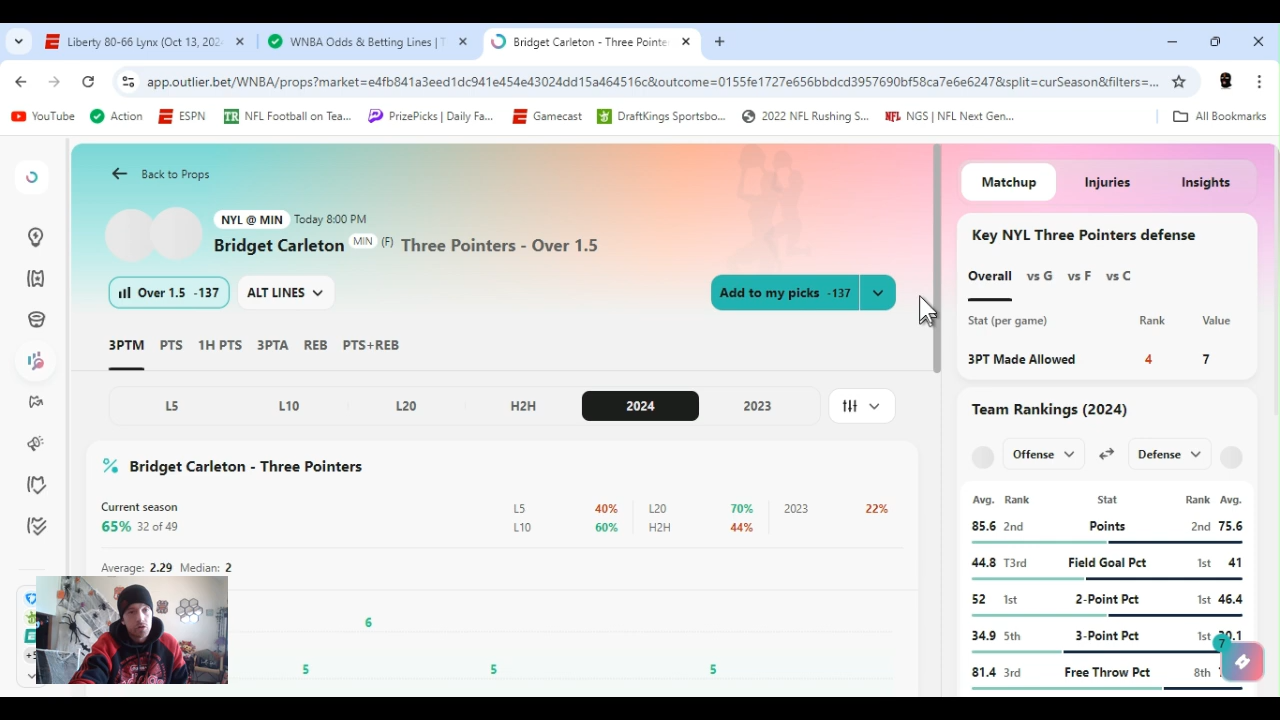 Liberty 80-66 Lynx (Oct 13, 202
WNBA Odds & Betting Lines | T
Bridget Carleton - Three Pointe
app.outlier.bet/WNBA/props?market=e4fb841a3eed1dc941e454e43024dd15a464516c&outcome=0155fe1727e656bbdcd3957690bf58ca7e6e6247&split=curSeason&filters=...
YouTube
Action
ESPN
NFL Football on Tea...
PrizePicks | Daily Fa...
Gamecast
DraftKings Sportsbo...
2022 NFL Rushing S...
NGS | NFL Next Gen...
All Bookmarks
Back to Props
NYL @ MIN Today 8:00 PM
Bridget Carleton MIN (F) Three Pointers - Over 1.5
Over 1.5 -137
ALT LINES
Add to my picks -137
3PTM PTS 1H PTS 3PTA REB PTS+REB
L5 L10 L20 H2H 2024 2023
Bridget Carleton - Three Pointers
Current season
65% 32 of 49
L5 40% L20 70% 2023 22%
L10 60% H2H 44%
Average: 2.29 Median: 2
6
5 5 5
Matchup Injuries Insights
Key NYL Three Pointers defense
Overall vs G vs F vs C
Stat (per game) Rank Value
3PT Made Allowed 4 7
Team Rankings (2024)
Offense Defense
Avg. Rank Stat Rank Avg.
85.6 2nd Points 2nd 75.6
44.8 T3rd Field Goal Pct 1st 41
52 1st 2-Point Pct 1st 46.4
34.9 5th 3-Point Pct 1st
7
81.4 3rd Free Throw Pct 8th